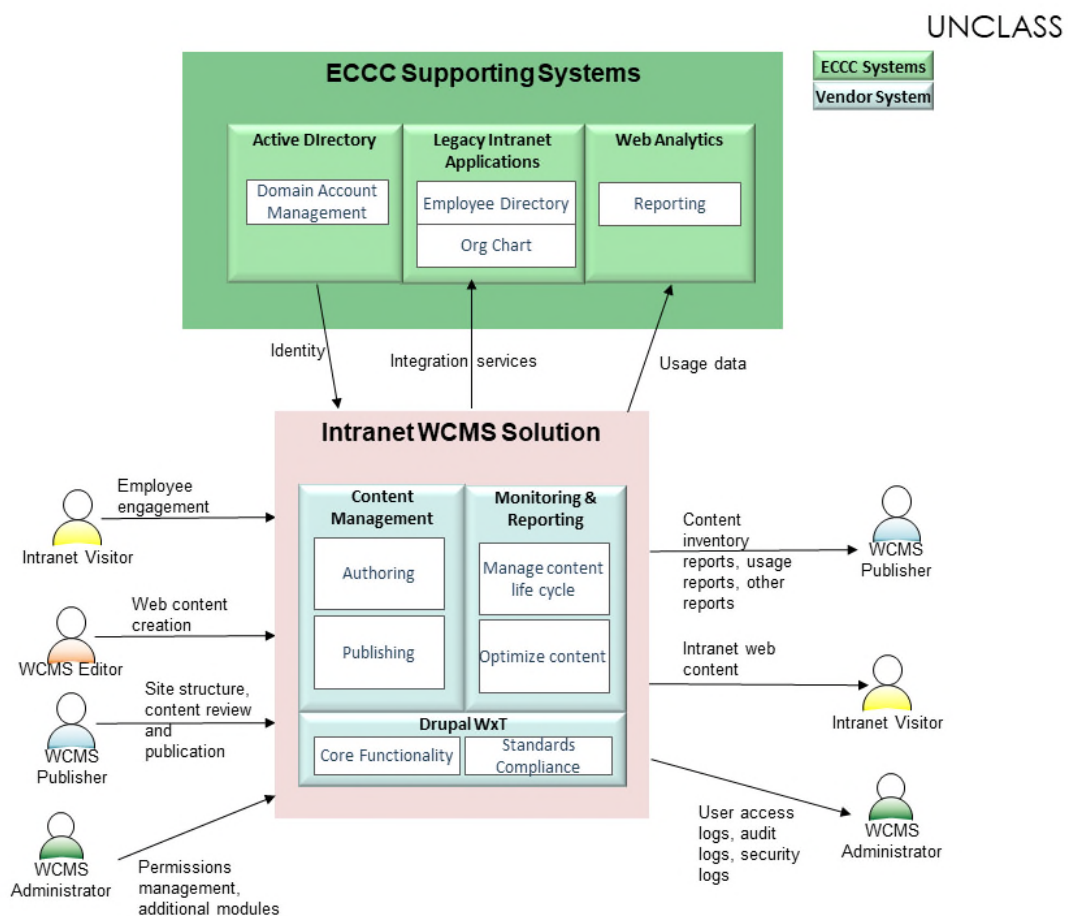 UNCLASS
ECCC Supporting Systems
ECCC Systems
Vendor System
Active DIrectory
Domain Account
Management
Legacy Intranet
Applications
Employee Directory
Org Chart
Web Analytics
Reporting
Identity
Integration services
Usage data
Intranet WCMS Solution
Content
Management
Authoring
Publishing
Monitoring &
Reporting
Manage content
life cycle
Optimize content
Drupal WxT
Core Functionality
Standards
Compliance
Employee
engagement
Intranet Visitor
Web content
creation
WCMS Editor
Site structure,
content review
and
publication
WCMS
Publisher
WCMS
Administrator
Permissions
management,
additional modules
Content
inventory
reports, usage
reports, other
reports
WCMS
Publisher
Intranet web
content
Intranet Visitor
User access
logs, audit
logs, security
logs
WCMS
Administrator